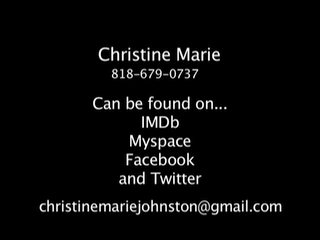 Christine Marie
818-679-0737
Can be found on...
IMDb
Myspace
Facebook
and Twitter
christinemariejohnston@gmail.com